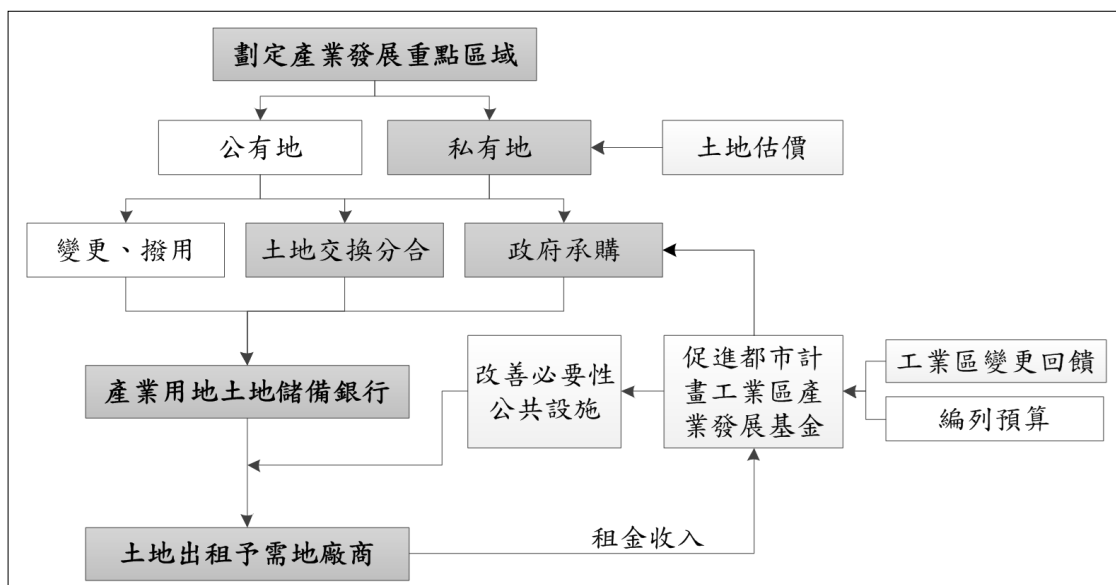 劃定產業發展重點區域
公有地
私有地
土地估價
變更、撥用
土地交換分合
政府承購
產業用地土地儲備銀行
改善必要性
公共設施
促進都市計
畫工業區產
業發展基金
工業區變更回饋
編列預算
土地出租予需地廠商
租金收入